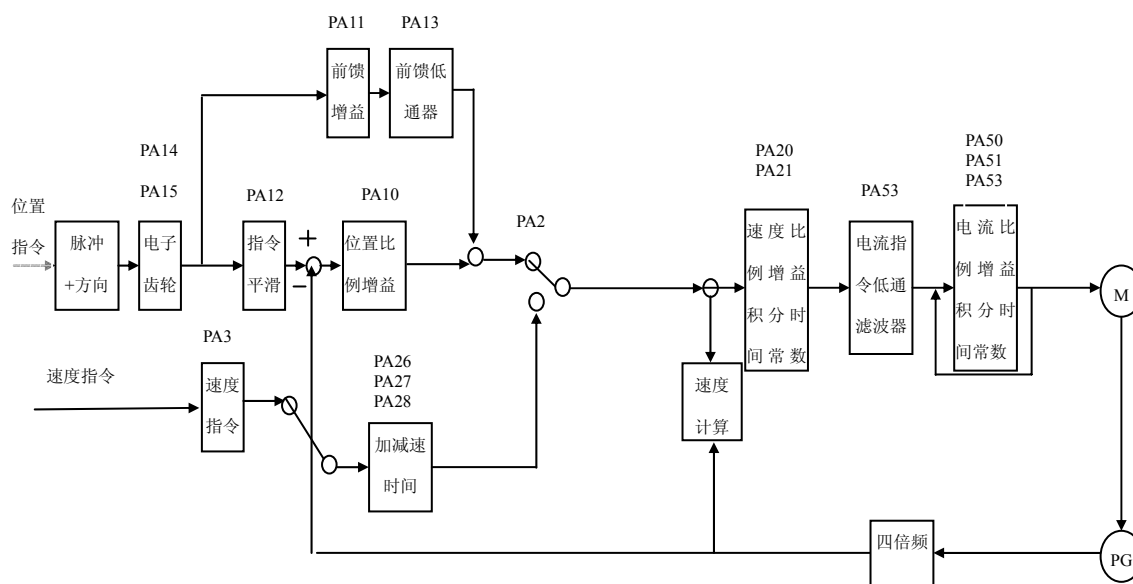 PA11
PA13
前馈
增益
前馈低
通器
PA14
PA15
PA12
PA10
PA2
PA20
PA21
PA53
PA50
PA51
PA53
位置
指令
脉冲
+方向
电子
齿轮
指令
平滑
+
−
位置比
例增益
速度比
例增益
积分时
间常数
电流指
令低通
滤波器
电流比
例增益
积分时
间常数
M
PA3
速度指令
速度
指令
PA26
PA27
PA28
加减速
时间
速度
计算
四倍频
PG